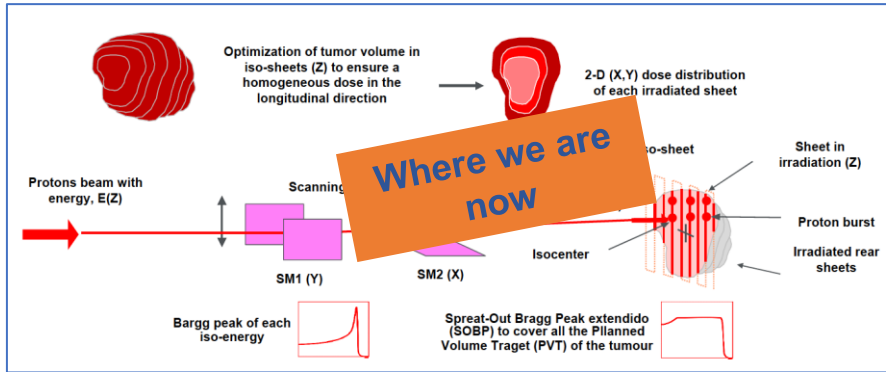 Optimization of tumor volume in
iso-sheets (Z) to ensure a
homogeneous dose in the
longitudinal direction
2-D (X,Y) dose distribution
of each irradiated sheet
Where we are
now
Protons beam with
energy, E(Z)
Scanning
SM1 (Y)
SM2 (X)
so-sheet
Sheet in
irradiation (Z)
Proton burst
Isocenter
Irradiated rear
sheets
Bargg peak of each
iso-energy
Spreat-Out Bragg Peak extendido
(SOBP) to cover all the Pllanned
Volume Traget (PVT) of the tumour